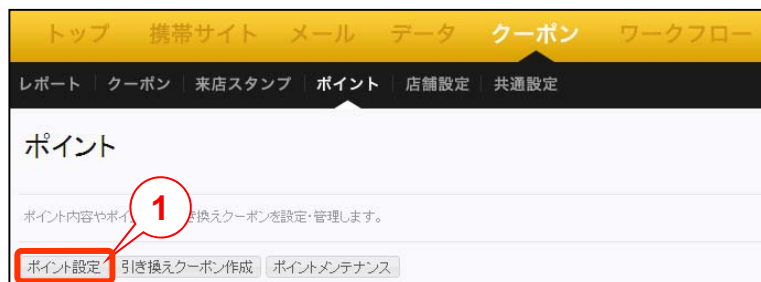 トップ 携帯サイト メール データ クーポン ワークフロー
レポート クーポン 来店スタンプ ポイント 店舗設定 共通設定
ポイント
1
ポイント内容やポイ き換えクーポンを設定・管理します。
ポイント設定 引き換えクーポン作成 ポイントメンテナンス